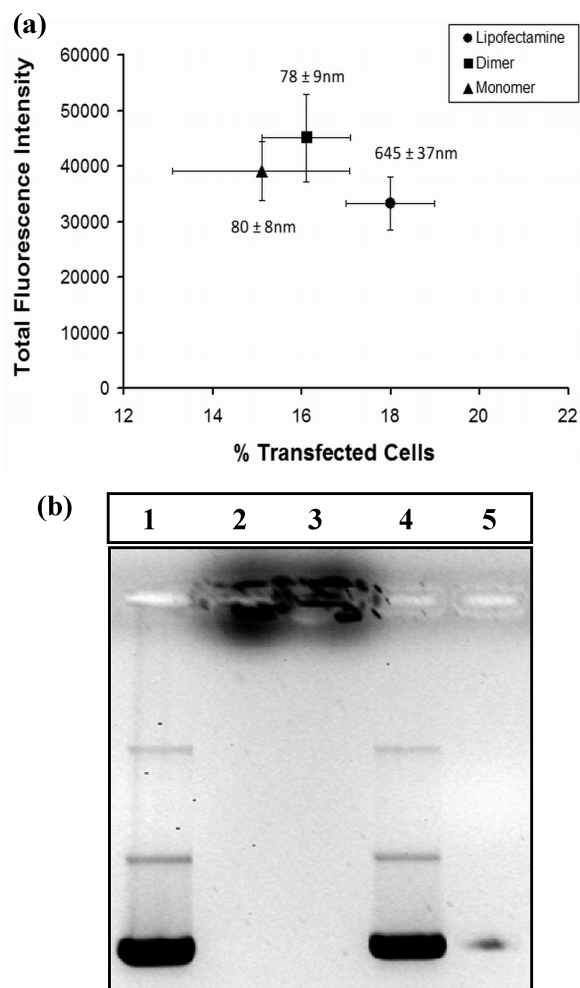 (a)
Lipofectamine
Dimer
Monomer
Total Fluorescence Intensity
60000
50000
40000
30000
20000
10000
0
78 ± 9nm
645 ± 37nm
80 ± 8nm
12 14 16 18 20 22
% Transfected Cells
(b)
1 2 3 4 5